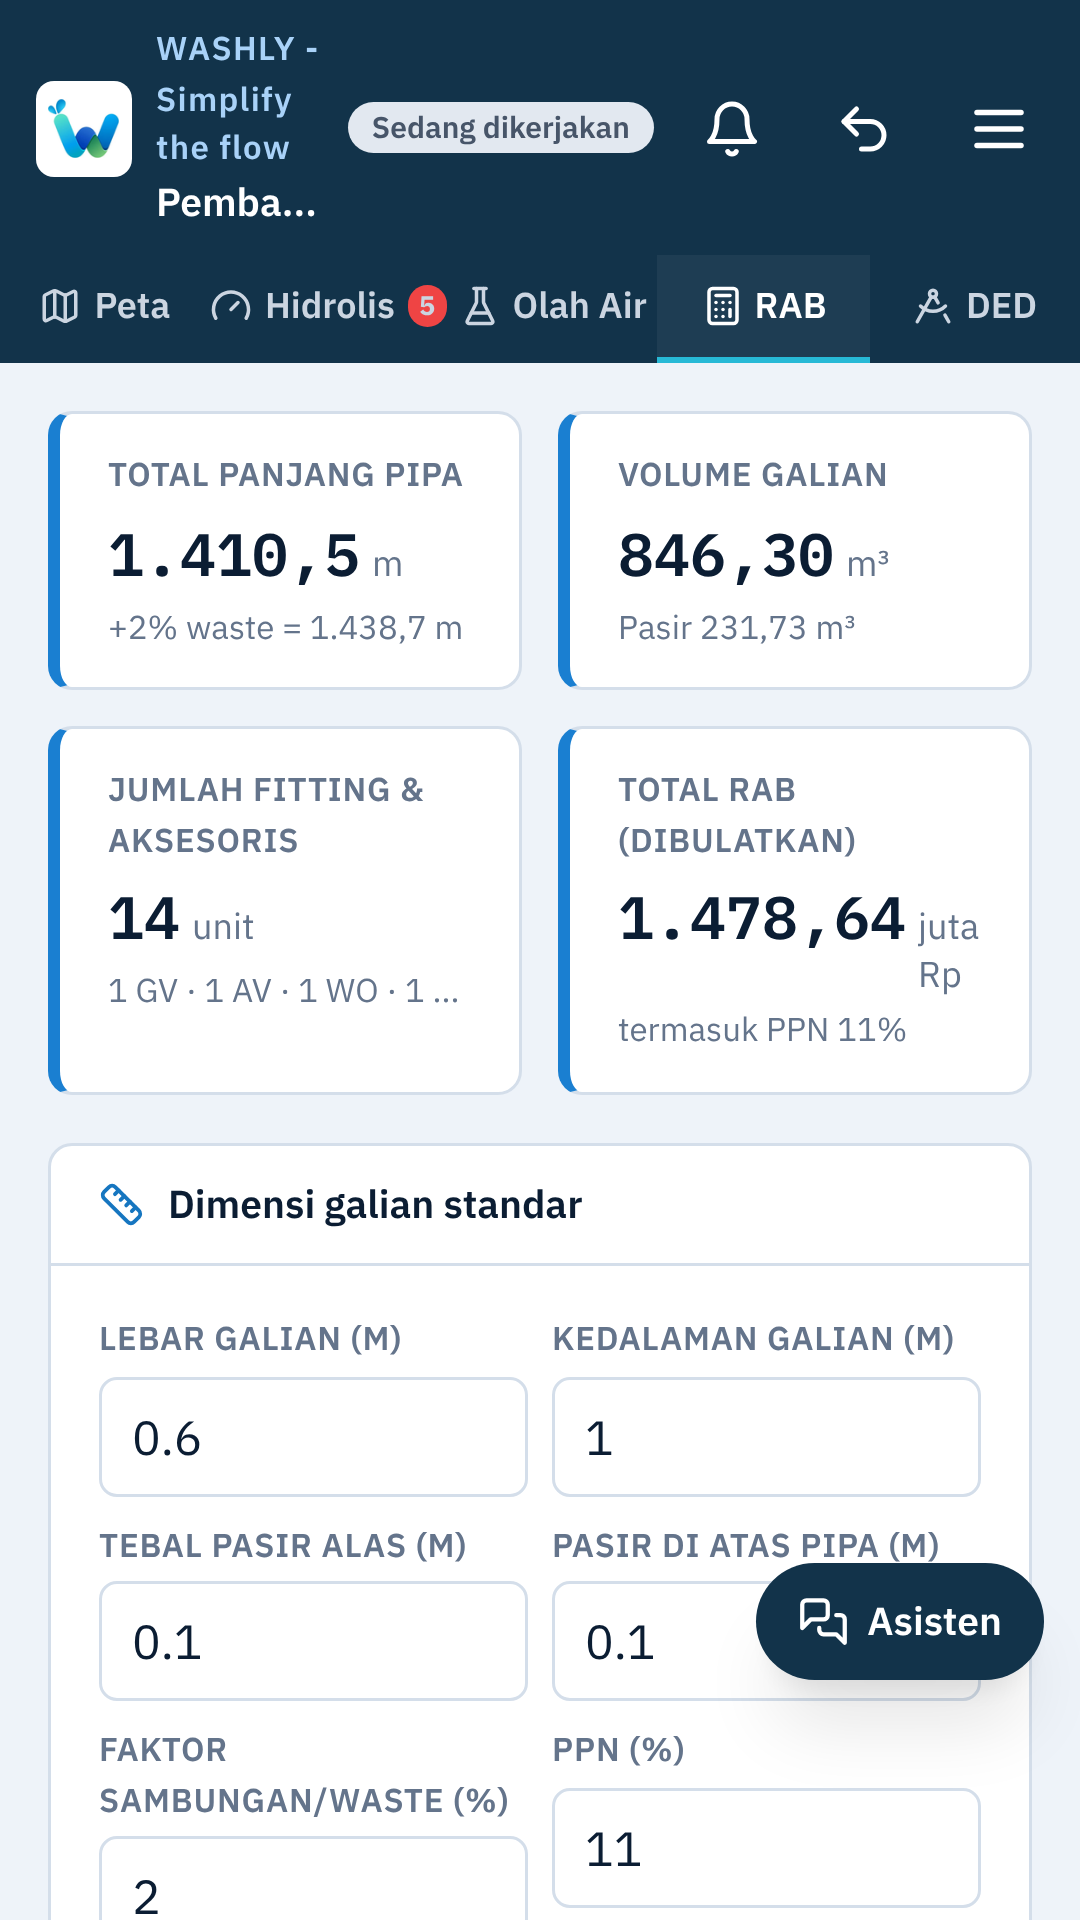 WASHLY -
Simplify
the flow
Pemba...
Sedang dikerjakan
Peta
Hidrolis 5
Olah Air
RAB
DED
TOTAL PANJANG PIPA
1.410,5 m
+2% waste = 1.438,7 m
VOLUME GALIAN
846,30 m³
Pasir 231,73 m³
JUMLAH FITTING &
AKSESORIS
14 unit
1 GV · 1 AV · 1 WO · 1 ...
TOTAL RAB
(DIBULATKAN)
1.478,64 juta
Rp
termasuk PPN 11%
Dimensi galian standar
LEBAR GALIAN (M)
0.6
KEDALAMAN GALIAN (M)
1
TEBAL PASIR ALAS (M)
0.1
PASIR DI ATAS PIPA (M)
0.1
Asisten
FAKTOR
SAMBUNGAN/WASTE (%)
2
PPN (%)
11